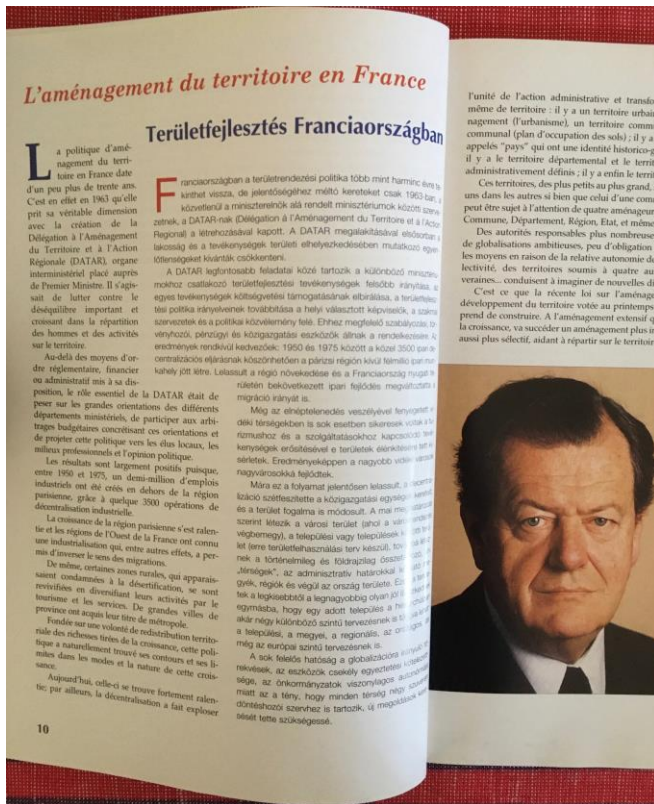 L'aménagement du territoire en France
Területfejlesztés Franciaországban
La politique d'amé-
nagement du terri-
toire en France date
d'un peu plus de trente ans.
C'est en effet en 1963 qu'elle
prit sa véritable dimension
avec la création de la
Délégation à l'Aménagement
du Territoire et à l'Action
Régionale (DATAR), organe
interministériel placé auprès
de Premier Ministre. Il s'agis-
sait de lutter contre le
déséquilibre important et
croissant dans la répartition
des hommes et des activités
sur le territoire.
Au-delà des moyens d'or-
dre réglementaire, financier
ou administratif mis à sa dis-
position, le rôle essentiel de la DATAR était de
peser sur les grandes orientations des différents
départements ministériels, de participer aux arbi-
trages budgétaires concrétisant ces orientations et
de projeter cette politique vers les élus locaux, les
milieux professionnels et l'opinion politique.
Les résultats sont largement positifs puisque,
entre 1950 et 1975, un demi-million d'emplois
industriels ont été créés en dehors de la région
parisienne, grâce à quelque 3500 opérations de
décentralisation industrielle.
La croissance de la région parisienne s'est ralen-
tie et les régions de l'Ouest de la France ont connu
une industrialisation qui, entre autres effets, a per-
mis d'inverser le sens des migrations.
De même, certaines zones rurales, qui apparais-
saient condamnées à la désertification, se sont
revivifiées en diversifiant leurs activités par le
tourisme et les services. De grandes villes de
province ont acquis leur titre de métropole.
Fondée sur une volonté de redistribution territo-
riale des richesses tirées de la croissance, cette poli-
tique a naturellement trouvé ses contours et ses li-
mites dans les modes et la nature de cette crois-
sance.
Aujourd'hui, celle-ci se trouve fortement ralen-
tie; par ailleurs, la décentralisation a fait exploser
10
Franciaországban a területrendezési politika több mint harminc évre te-
kinthet vissza, de jelentőségéhez méltó kereteket csak 1963-ban, a
közvetlenül a miniszterelnök alá rendelt minisztériumok közötti szerve-
zetnek, a DATAR-nak (Délégation à l'Aménagement du Territoire et à l'Action
Regional) a létrehozásával kapott. A DATAR megalakításával elsősorban a
lakosság és a tevékenységek területi elhelyezkedésében mutatkozó egyen-
lőtlenségeket kívánták csökkenteni.
A DATAR legfontosabb feladatai közé tartozik a különböző minisztériu-
mokhoz csatlakozó területfejlesztési tevékenységek felsőbb irányítása, az
egyes tevékenységek költségvetési támogatásának elbírálása, a területfejlesz-
tési politika irányelveinek továbbítása a helyi választott képviselők, a szakmai
szervezetek és a politikai közvélemény felé. Ehhez megfelelő szabályozási, tör-
vényhozói, pénzügyi és közigazgatási eszközök állnak a rendelkezésére. Az
eredmények rendkívül kedvezőek: 1950 és 1975 között a közel 3500 ipari de-
centralizációs eljárásnak köszönhetően a párizsi régión kívül félmillió ipari mun-
kahely jött létre. Lelassult a régió növekedése és a Franciaország nyugati te-
rületén bekövetkezett ipari fejlődés megváltoztatta a
migráció irányát is.
Még az elnéptelenedés veszélyével fenyegetett vi-
déki térségekben is sok esetben sikeresek voltak a tu-
rizmushoz és a szolgáltatásokhoz kapcsolódó tevé-
kenységek erősítésével e területek élénkítésére tett kí-
sérletek. Eredményeképpen a nagyobb vidéki városok
nagyvárosokká fejlődtek.
Mára ez a folyamat jelentősen lelassult, a decentra-
lizáció szétfeszítette a közigazgatási egységek kereteit
és a terület fogalma is módosult. A mai meghatározás
szerint létezik a városi terület (ahol a városrendezés
végbemegy), a települési vagy települések közötti terü-
let (erre területfelhasználási terv készül),
nek a történelmileg és földrajzilag összetartozó
„térségek", az adminisztratív határokkal
gyék, régiók és végül az ország területe. Ezek a terüle-
tek a legkisebbtől a legnagyobbig olyan jól
egymásba, hogy egy adott település a
akár négy különböző szintű tervezésnek is
a települési, a megyei, a regionális, az országos,
még az európai szintű tervezésnek is.
A sok felelős hatóság a globalizációra irányuló tö-
rekvések, az eszközök csekély egyeztetési kötelezett-
sége, az önkormányzatok viszonylagos autonómiája
miatt az a tény, hogy minden térség négy szuverén
döntéshozói szervhez is tartozik, új megoldások
sését tette szükségessé.
l'unité de l'action administrative et
même de territoire : il y a un territoire
nagement (l'urbanisme), un territoire
communal (plan d'occupation des sols) ; il y a
appelés "pays" qui ont une identité
il y a le territoire départemental et le
administrativement définis ; il y a enfin le
Ces territoires, des plus petits au plus grand,
uns dans les autres si bien que celui d'une
peut être sujet à l'attention de quatre
Commune, Département, Région, Etat, et même
Des autorités responsables plus
de globalisations ambitieuses, peu d'obligation
les moyens en raison de la relative autonomie de
lectivité, des territoires soumis à quatre
veraines... conduisent à imaginer de nouvelles
C'est ce que la récente loi sur
développement du territoire votée au printemps
prend de construire. A l'aménagement extensif
la croissance, va succéder un aménagement plus
aussi plus sélectif, aidant à répartir sur le